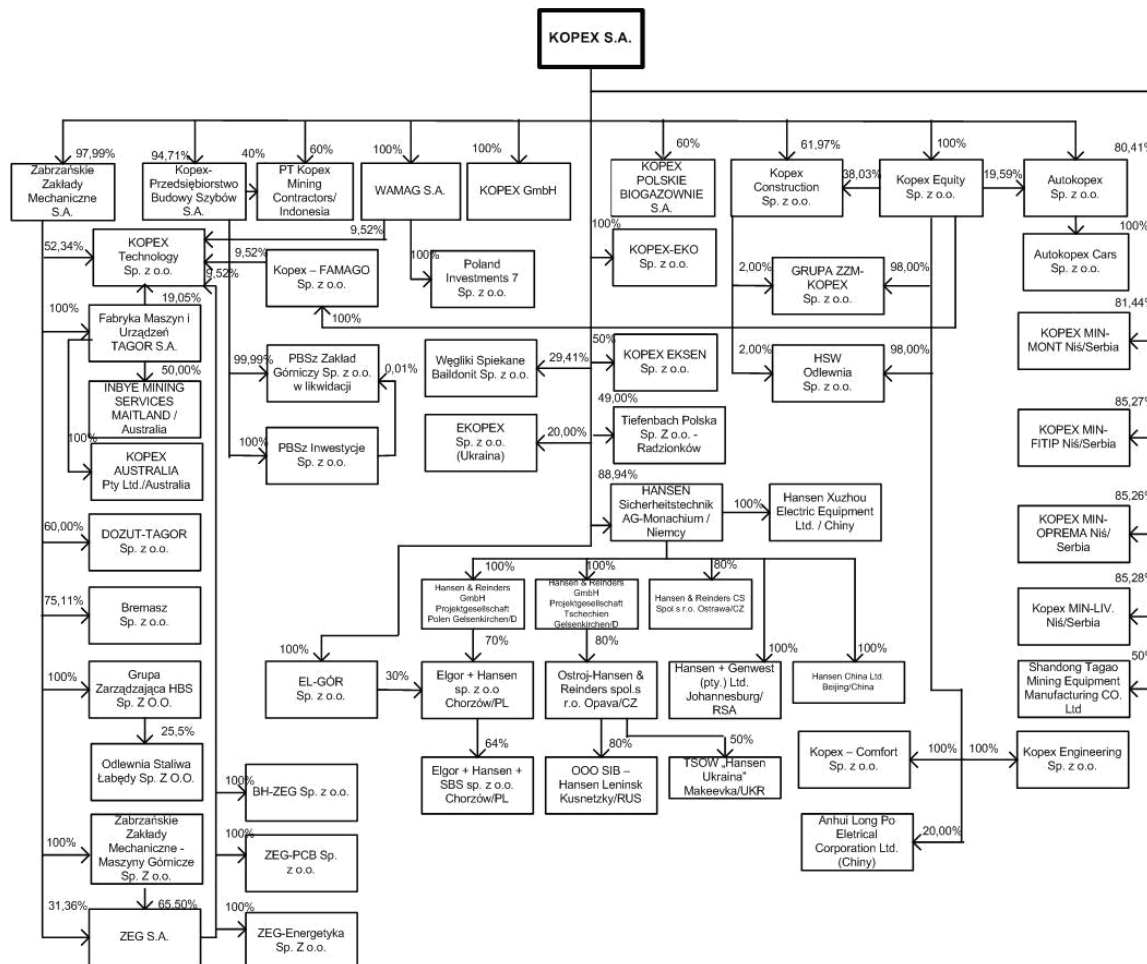 KOPEX S.A.
97,99%
94,71%
40%
60%
100%
100%
60%
61,97%
100%
80,41%
Zabrzańskie
Zakłady
Mechaniczne
S.A.
Kopex-
Przedsiębiorstwo
Budowy Szybów
S.A.
PT Kopex
Mining
Contractors/
Indonesia
WAMAG S.A.
KOPEX GmbH
KOPEX
POLSKIE
BIOGAZOWNIE
S.A.
Kopex
Construction
Sp. z o.o.
38,03%
Kopex Equity
Sp. z o.o.
19,59%
Autokopex
Sp. z o.o.
52,34%
KOPEX
Technology
Sp. z o.o.
9,52%
9,52%
9,52%
19,05%
Kopex – FAMAGO
Sp. z o.o.
100%
100%
Poland
Investments 7
Sp. z o.o.
100%
KOPEX-EKO
Sp. z o.o.
2,00%
GRUPA ZZM-
KOPEX
Sp. z o.o.
98,00%
100%
Autokopex Cars
Sp. z o.o.
100%
Fabryka Maszyn i
Urządzeń
TAGOR S.A.
50,00%
INBYE MINING
SERVICES
MAITLAND /
Australia
100%
KOPEX
AUSTRALIA
Pty Ltd./Australia
99,99%
PBSz Zakład
Górniczy Sp. z o.o.
w likwidacji
0,01%
100%
PBSz Inwestycje
Sp. z o.o.
Węgliki Spiekane
Baildonit Sp. z o.o.
29,41%
50%
KOPEX EKSEN
Sp. z o.o.
2,00%
HSW
Odlewnia
Sp. z o.o.
98,00%
81,44%
KOPEX MIN-
MONT Niś/Serbia
EKOPEX
Sp. z o.o.
(Ukraina)
20,00%
49,00%
Tiefenbach Polska
Sp. Z o.o. -
Radzionków
85,27%
KOPEX MIN-
FITIP Niś/Serbia
88,94%
HANSEN
Sicherheitstechnik
AG-Monachium /
Niemcy
100%
Hansen Xuzhou
Electric Equipment
Ltd. / Chiny
85,26%
KOPEX MIN-
OPREMA Niś/
Serbia
60,00%
DOZUT-TAGOR
Sp. z o.o.
75,11%
Bremasz
Sp. z o.o.
100%
Hansen & Reinders
GmbH
Projektgesellschaft
Polen Gelsenkirchen/D
100%
Hansen & Reinders
GmbH
Projektgesellschaft
Tschechien
Gelsenkirchen/D
80%
Hansen & Reinders CS
Spol s r.o. Ostrawa/CZ
85,28%
Kopex MIN-LIV.
Niś/Serbia
100%
Grupa
Zarządzająca HBS
Sp. Z O.O.
100%
EL-GÓR
Sp. z o.o.
30%
70%
Elgor + Hansen
sp. z o.o
Chorzów/PL
80%
Ostroj-Hansen &
Reinders spol.s
r.o. Opava/CZ
100%
Hansen + Genwest
(pty.) Ltd.
Johannesburg/
RSA
100%
Hansen China Ltd.
Beijing/China
50%
Shandong Tagao
Mining Equipment
Manufacturing CO.
Ltd
25,5%
Odlewnia Staliwa
Łabędy Sp. Z O.O.
100%
BH-ZEG Sp. z o.o.
64%
Elgor + Hansen +
SBS sp. z o.o.
Chorzów/PL
80%
OOO SIB –
Hansen Leninsk
Kusnetzky/RUS
50%
TSOW „Hansen
Ukraina"
Makeevka/UKR
Kopex – Comfort
Sp. z o.o.
100%
100%
Kopex Engineering
Sp. z o.o.
100%
Zabrzańskie
Zakłady
Mechaniczne -
Maszyny Górnicze
Sp. Z o.o.
100%
ZEG-PCB Sp.
z o.o.
Anhui Long Po
Eletrical
Corporation Ltd.
(Chiny)
20,00%
31,36%
65,50%
ZEG S.A.
100%
ZEG-Energetyka
Sp. Z o.o.